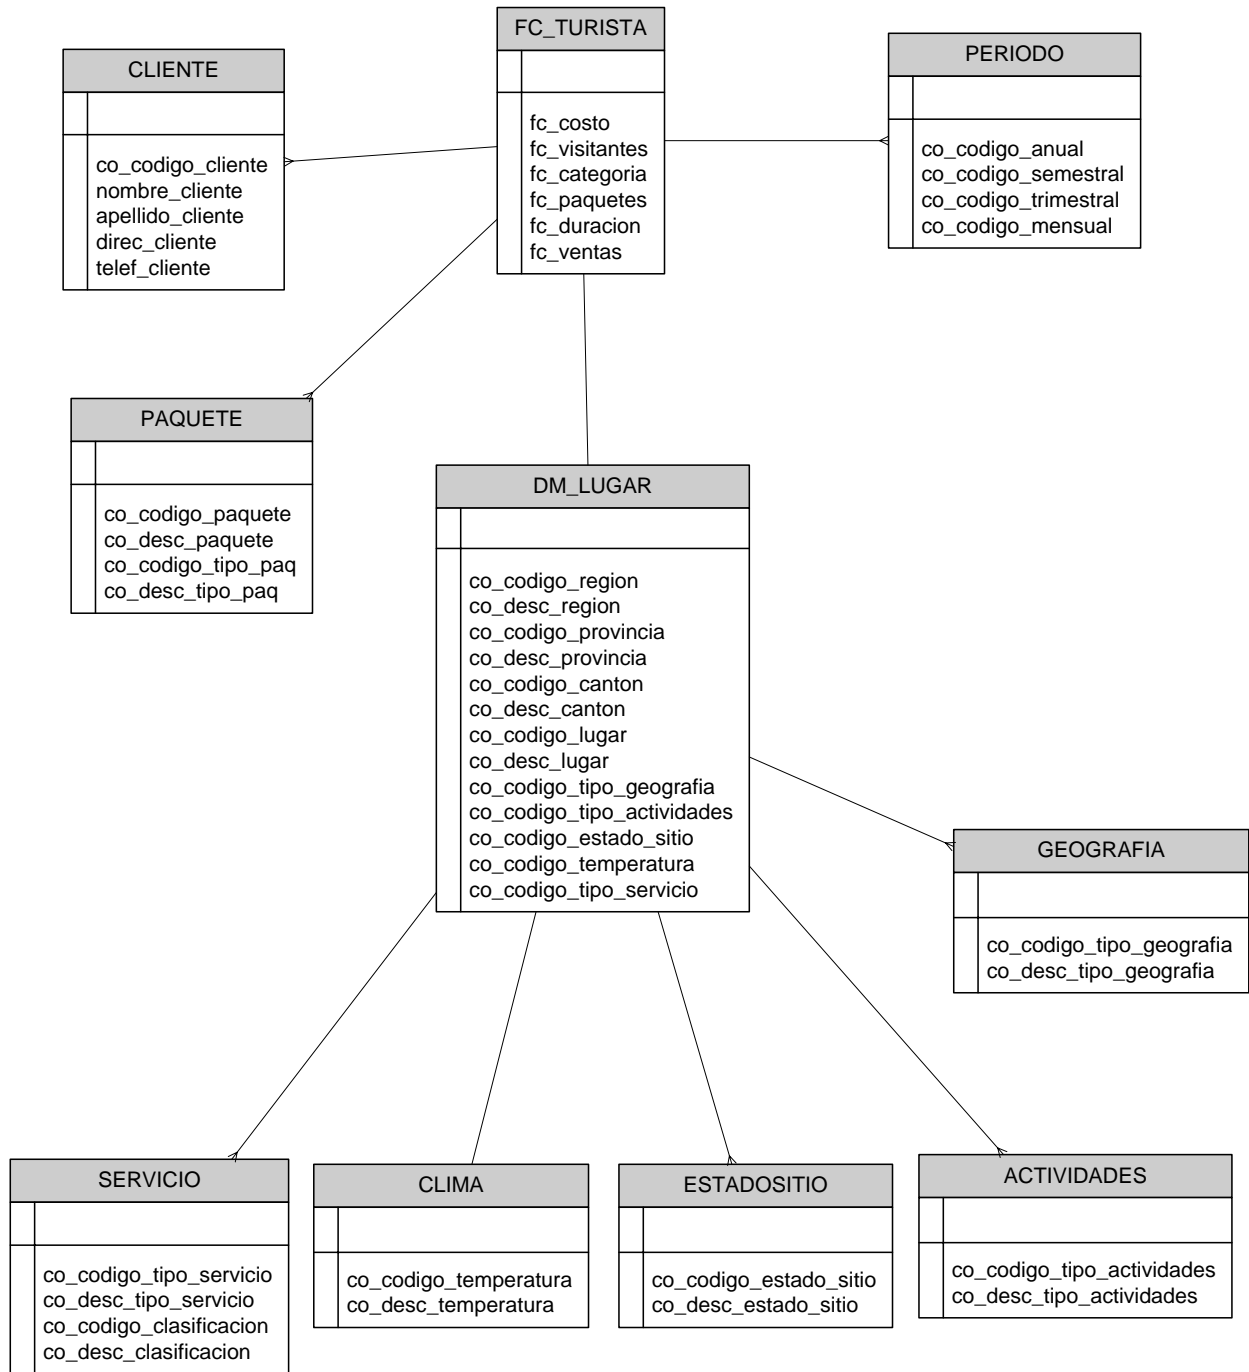 FC_TURISTA
fc_costo
fc_visitantes
fc_categoria
fc_paquetes
fc_duracion
fc_ventas
CLIENTE
co_codigo_cliente
nombre_cliente
apellido_cliente
direc_cliente
telef_cliente
PERIODO
co_codigo_anual
co_codigo_semestral
co_codigo_trimestral
co_codigo_mensual
PAQUETE
co_codigo_paquete
co_desc_paquete
co_codigo_tipo_paq
co_desc_tipo_paq
DM_LUGAR
co_codigo_region
co_desc_region
co_codigo_provincia
co_desc_provincia
co_codigo_canton
co_desc_canton
co_codigo_lugar
co_desc_lugar
co_codigo_tipo_geografia
co_codigo_tipo_actividades
co_codigo_estado_sitio
co_codigo_temperatura
co_codigo_tipo_servicio
GEOGRAFIA
co_codigo_tipo_geografia
co_desc_tipo_geografia
SERVICIO
co_codigo_tipo_servicio
co_desc_tipo_servicio
co_codigo_clasificacion
co_desc_clasificacion
CLIMA
co_codigo_temperatura
co_desc_temperatura
ESTADOSITIO
co_codigo_estado_sitio
co_desc_estado_sitio
ACTIVIDADES
co_codigo_tipo_actividades
co_desc_tipo_actividades